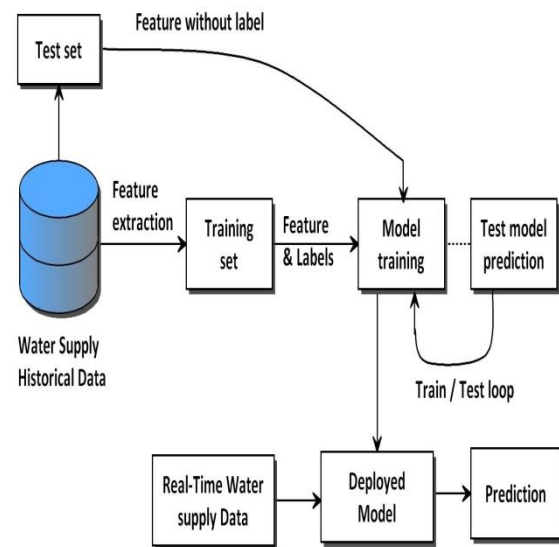 Feature without label
Test set
Feature
extraction
Training
set
Feature
& Labels
Model
training
Test model
prediction
Water Supply
Historical Data
Train / Test loop
Real-Time Water
supply Data
Deployed
Model
Prediction